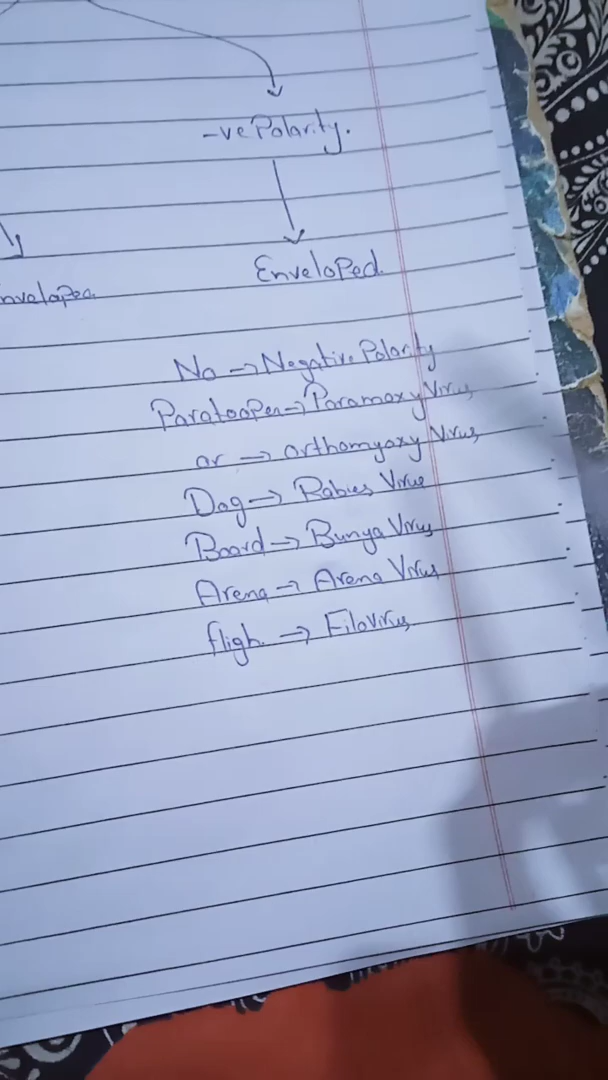 -ve Polarity.
Enveloped
nveloped
No → Negative Polarity
Paratooper → Paramoxy Virus
or → orthomyoxy Virus
Dog → Rabies Virus
Board → Bunya Virus
Arena → Arena Virus
fligh. → Filovirus